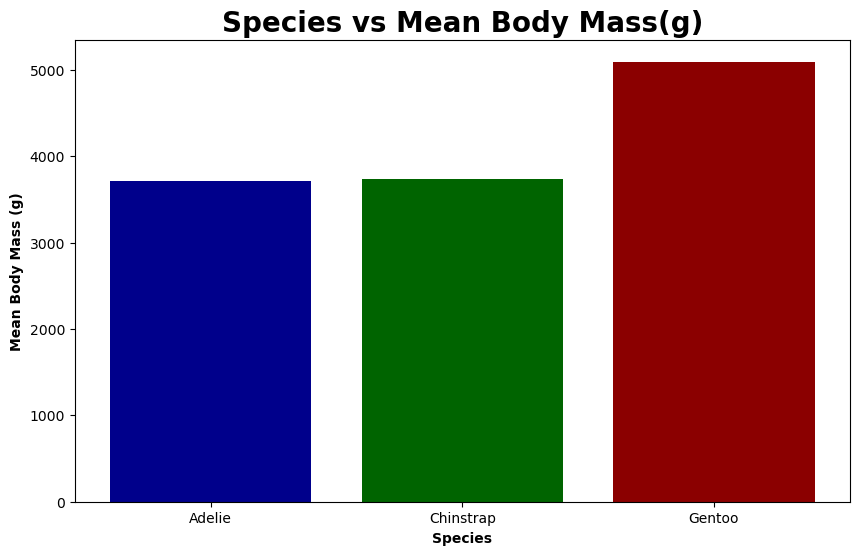 Species vs Mean Body Mass(g)
Mean Body Mass (g)
5000
4000
3000
2000
1000
0
Adelie
Chinstrap
Gentoo
Species